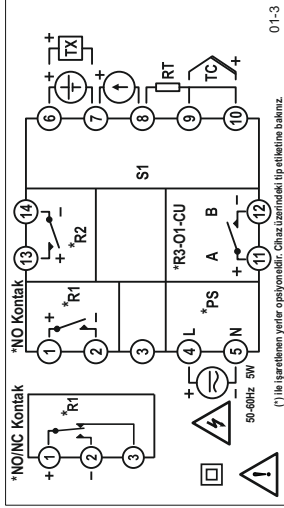 *NO/NC Kontak
*R1
+ 1
− 2
3
*NO Kontak
1 +
*R1
2 −
3
4 L
5 N
*PS
+
−
50-60Hz 5W
13 +
14 −
*R2
*R3-O1-CU
A B
11 +
12 −
S1
6
7
8
9
10
+ TX
+
+
RT
TC +
(*) ile işaretlenen yerler opsiyoneldir. Cihaz üzerindeki tip etiketine bakınız.
01-3